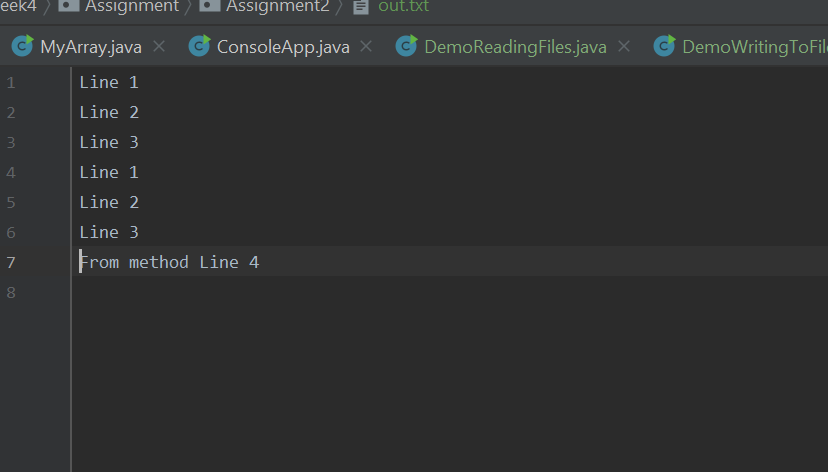 eek4 〉 Assignment 〉 Assignment2 〉 out.txt
MyArray.java × ConsoleApp.java × DemoReadingFiles.java × DemoWritingToFil
1 Line 1
2 Line 2
3 Line 3
4 Line 1
5 Line 2
6 Line 3
7 From method Line 4
8